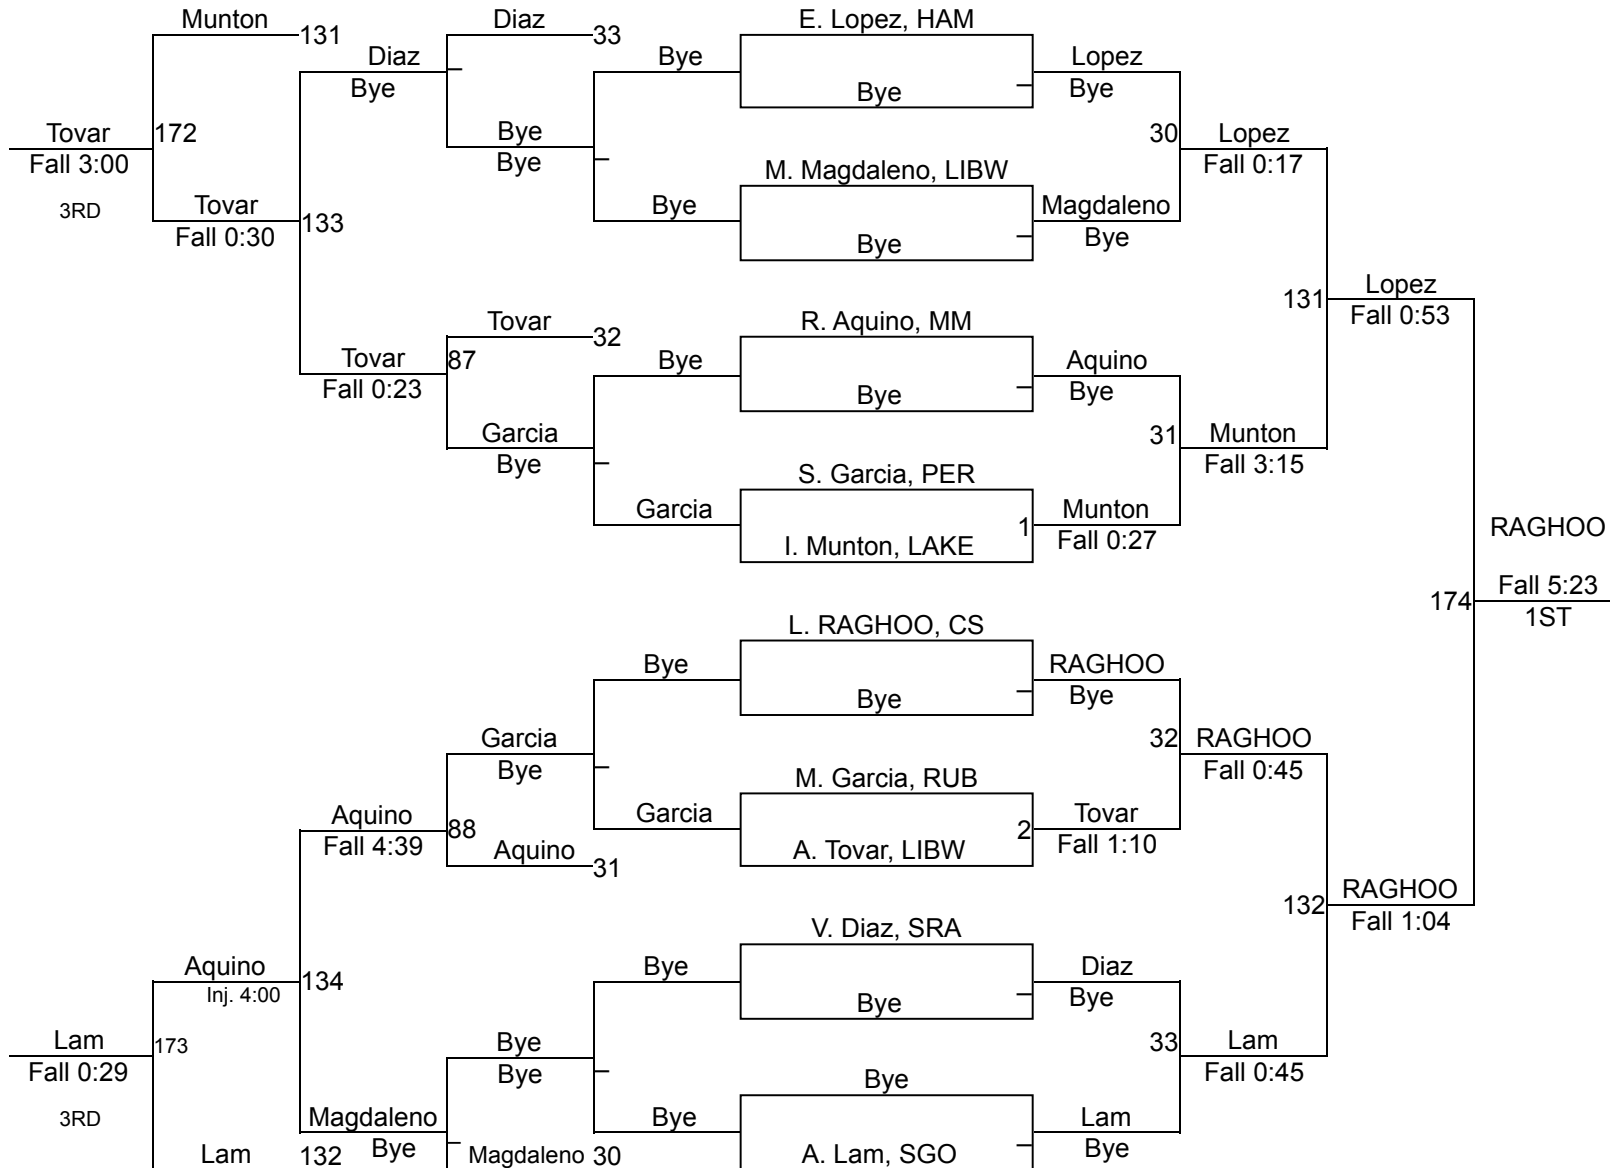 Munton
131
Diaz
33
E. Lopez, HAM
Diaz
Bye
Bye
Bye
Lopez
Bye
Tovar
172
Fall 3:00
3RD
Bye
Bye
30
Lopez
Fall 0:17
M. Magdaleno, LIBW
Tovar
Fall 0:30
133
Bye
Bye
Magdaleno
Bye
131
Lopez
Fall 0:53
Tovar
32
R. Aquino, MM
Tovar
87
Fall 0:23
Bye
Bye
Aquino
Bye
Garcia
Bye
31
Munton
Fall 3:15
S. Garcia, PER
Garcia
I. Munton, LAKE
1
Munton
Fall 0:27
RAGHOO
174
Fall 5:23
1ST
L. RAGHOO, CS
Bye
Bye
RAGHOO
Bye
Garcia
Bye
32
RAGHOO
Fall 0:45
M. Garcia, RUB
Aquino
88
Fall 4:39
Garcia
A. Tovar, LIBW
2
Tovar
Fall 1:10
Aquino
31
132
RAGHOO
Fall 1:04
V. Diaz, SRA
Aquino
Inj. 4:00
134
Bye
Bye
Diaz
Bye
Lam
173
Fall 0:29
3RD
Bye
Bye
33
Lam
Fall 0:45
Bye
Magdaleno
Bye
Bye
Lam
Bye
Lam
132
Magdaleno
30
A. Lam, SGO